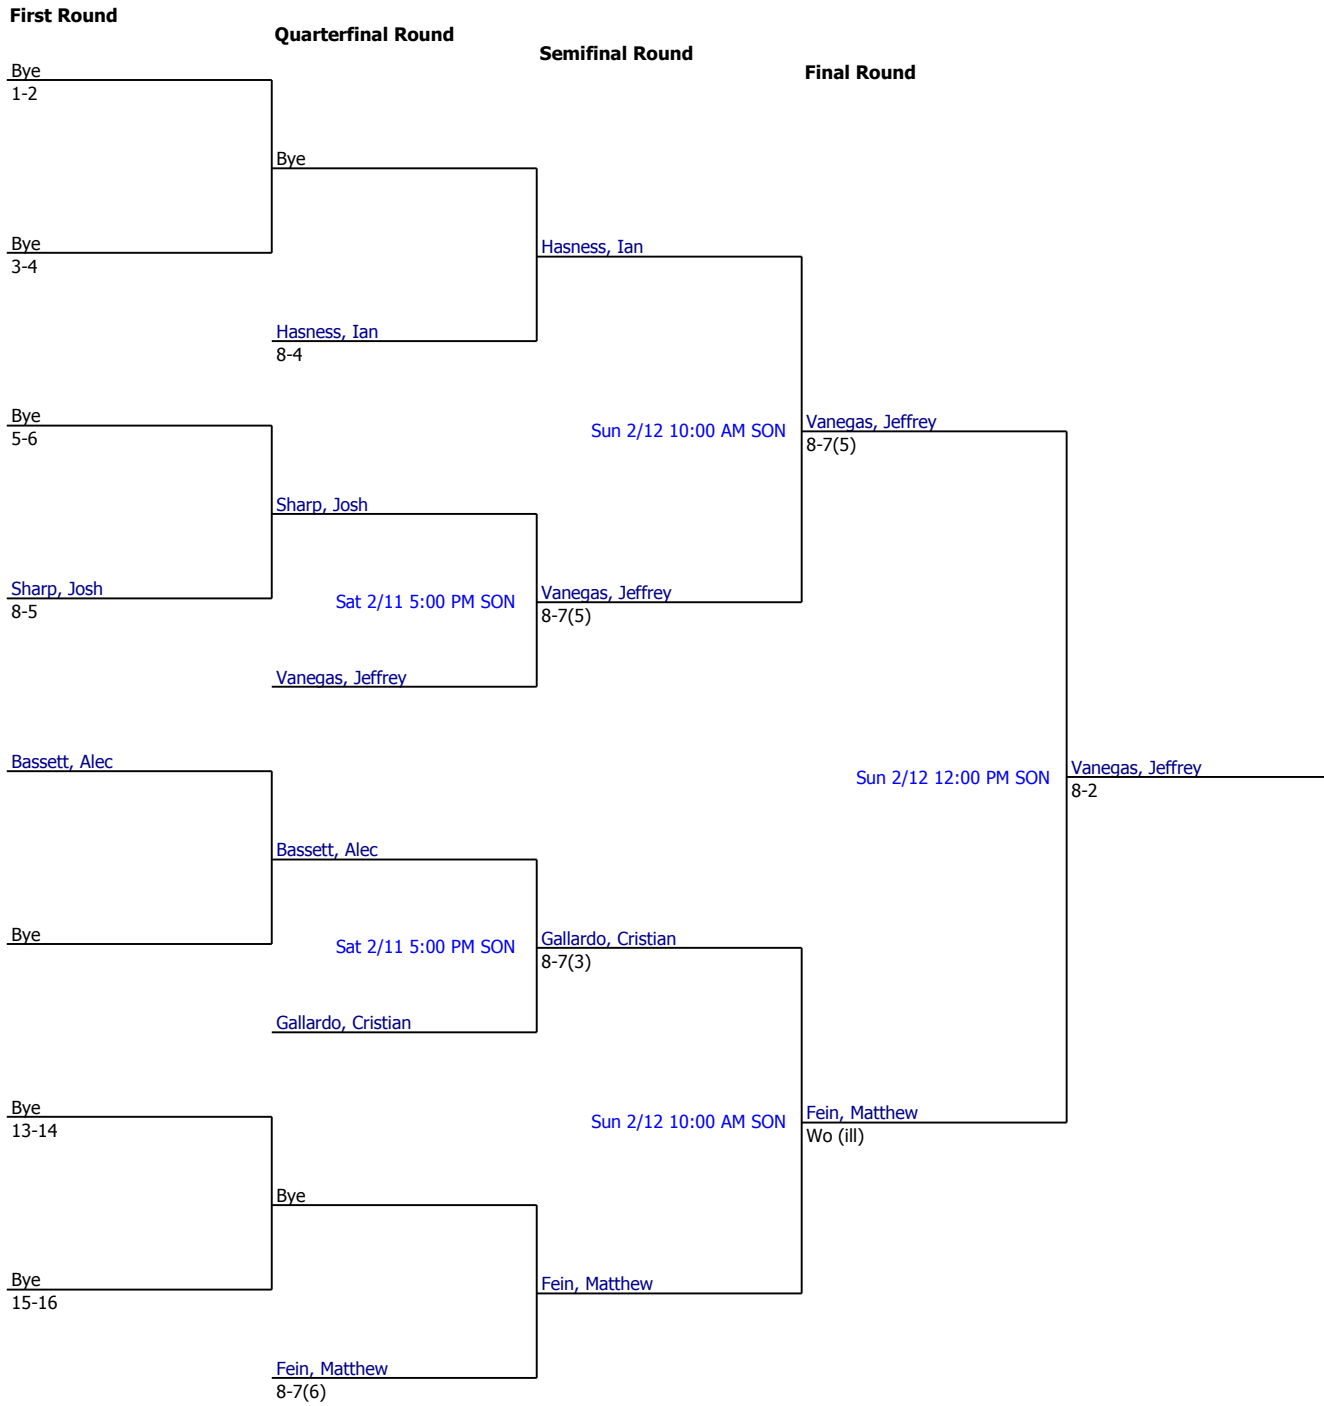 First Round
Quarterfinal Round
Semifinal Round
Final Round
Bye
1-2
Bye
Bye
3-4
Hasness, Ian
Hasness, Ian
8-4
Bye
5-6
Sun 2/12 10:00 AM SON
Vanegas, Jeffrey
8-7(5)
Sharp, Josh
Sharp, Josh
8-5
Sat 2/11 5:00 PM SON
Vanegas, Jeffrey
8-7(5)
Vanegas, Jeffrey
Bassett, Alec
Sun 2/12 12:00 PM SON
Vanegas, Jeffrey
8-2
Bassett, Alec
Bye
Sat 2/11 5:00 PM SON
Gallardo, Cristian
8-7(3)
Gallardo, Cristian
Bye
13-14
Sun 2/12 10:00 AM SON
Fein, Matthew
Wo (ill)
Bye
Bye
15-16
Fein, Matthew
Fein, Matthew
8-7(6)